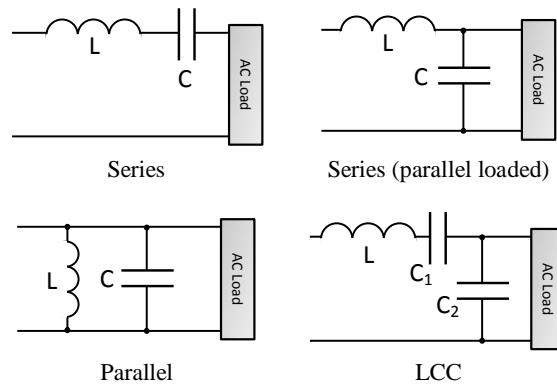 L
C
AC Load
Series
L
C
AC Load
Series (parallel loaded)
L
C
AC Load
Parallel
L
C₁
C₂
AC Load
LCC